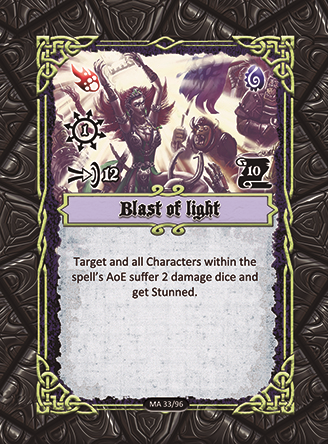 1
12
10
Blast of light
Target and all Characters within the
spell's AoE suffer 2 damage dice and
get Stunned.
MA 33/96